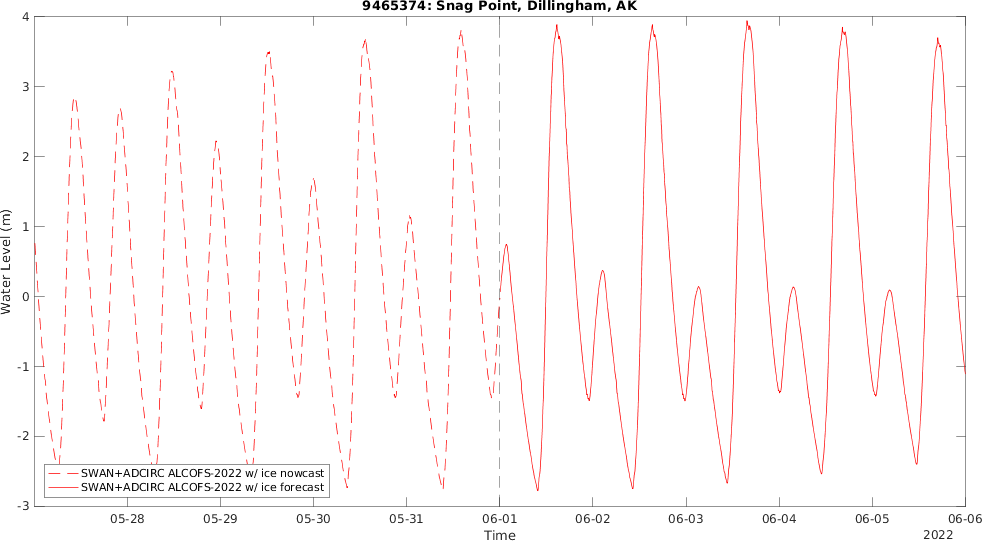 9465374: Snag Point, Dillingham, AK
4
3
2
1
0
-1
-2
-3
Water Level (m)
SWAN+ADCIRC ALCOFS-2022 w/ ice nowcast
SWAN+ADCIRC ALCOFS-2022 w/ ice forecast
05-28 05-29 05-30 05-31 06-01 06-02 06-03 06-04 06-05 06-06
Time
2022